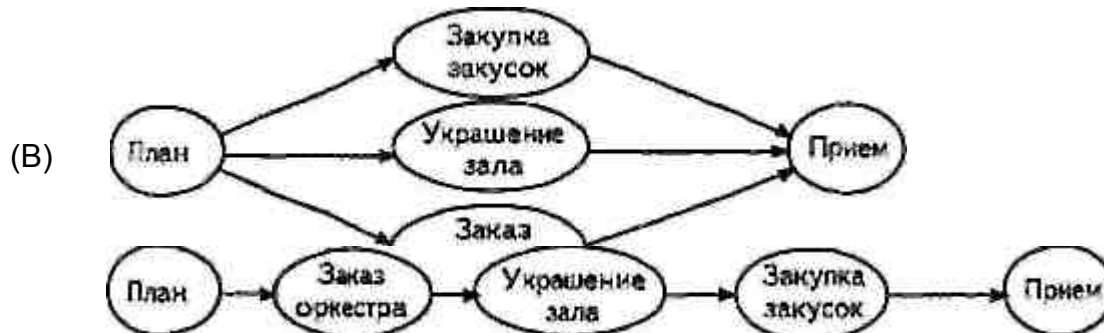 Закупка
закусок
(В)
План
Украшение
зала
Прием
Заказ
План
Заказ
оркестра
Украшение
зала
Закупка
закусок
Прием